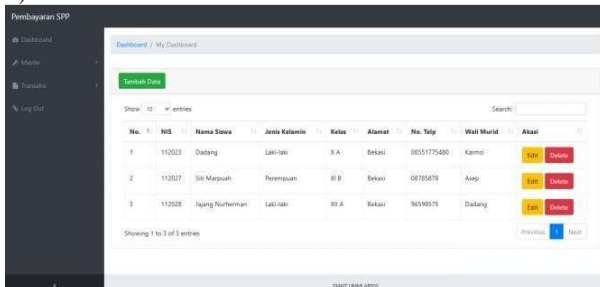 Pembayaran SPP
Dashboard
Dashboard / My Dashboard
Master
Transaksi
Tambah Data
Log Out
Show 10 entries
Search:
No. NIS Nama Siswa Jenis Kelamin Kelas Alamat No. Telp Wali Murid Akasi
1 112023 Dadang Laki-laki X A Bekasi 08551775480 Karmo Edit Delete
2 112027 Siti Marpuah Perempuan XI B Bekasi 08785878 Asep Edit Delete
3 112028 Jajang Nurherman Laki-laki XII A Bekasi 96598575 Dadang Edit Delete
Showing 1 to 3 of 3 entries
Previous 1 Next